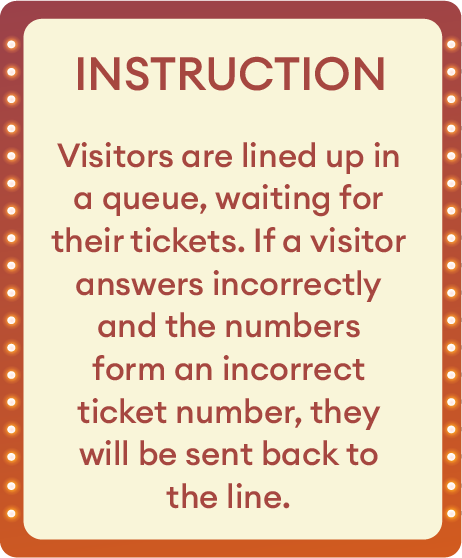 INSTRUCTION
Visitors are lined up in
a queue, waiting for
their tickets. If a visitor
answers incorrectly
and the numbers
form an incorrect
ticket number, they
will be sent back to
the line.